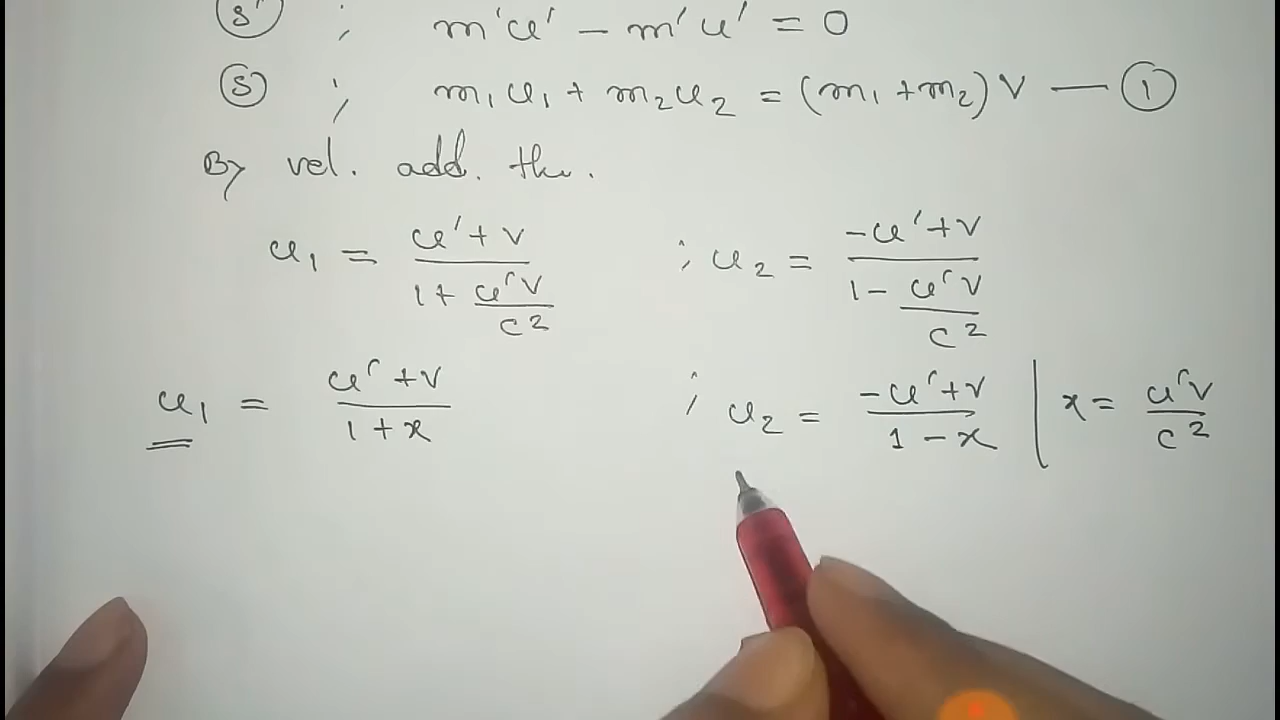 (S') ; m'u' - m'u' = 0
(S) ; m₁u₁ + m₂u₂ = (m₁ + m₂) V — (1)
By vel. add. thr.
u₁ = (u' + v) / (1 + u'v/c²) ; u₂ = (-u' + v) / (1 - u'v/c²)
u₁ = (u' + v) / (1 + x) ; u₂ = (-u' + v) / (1 - x) | x = u'v/c²